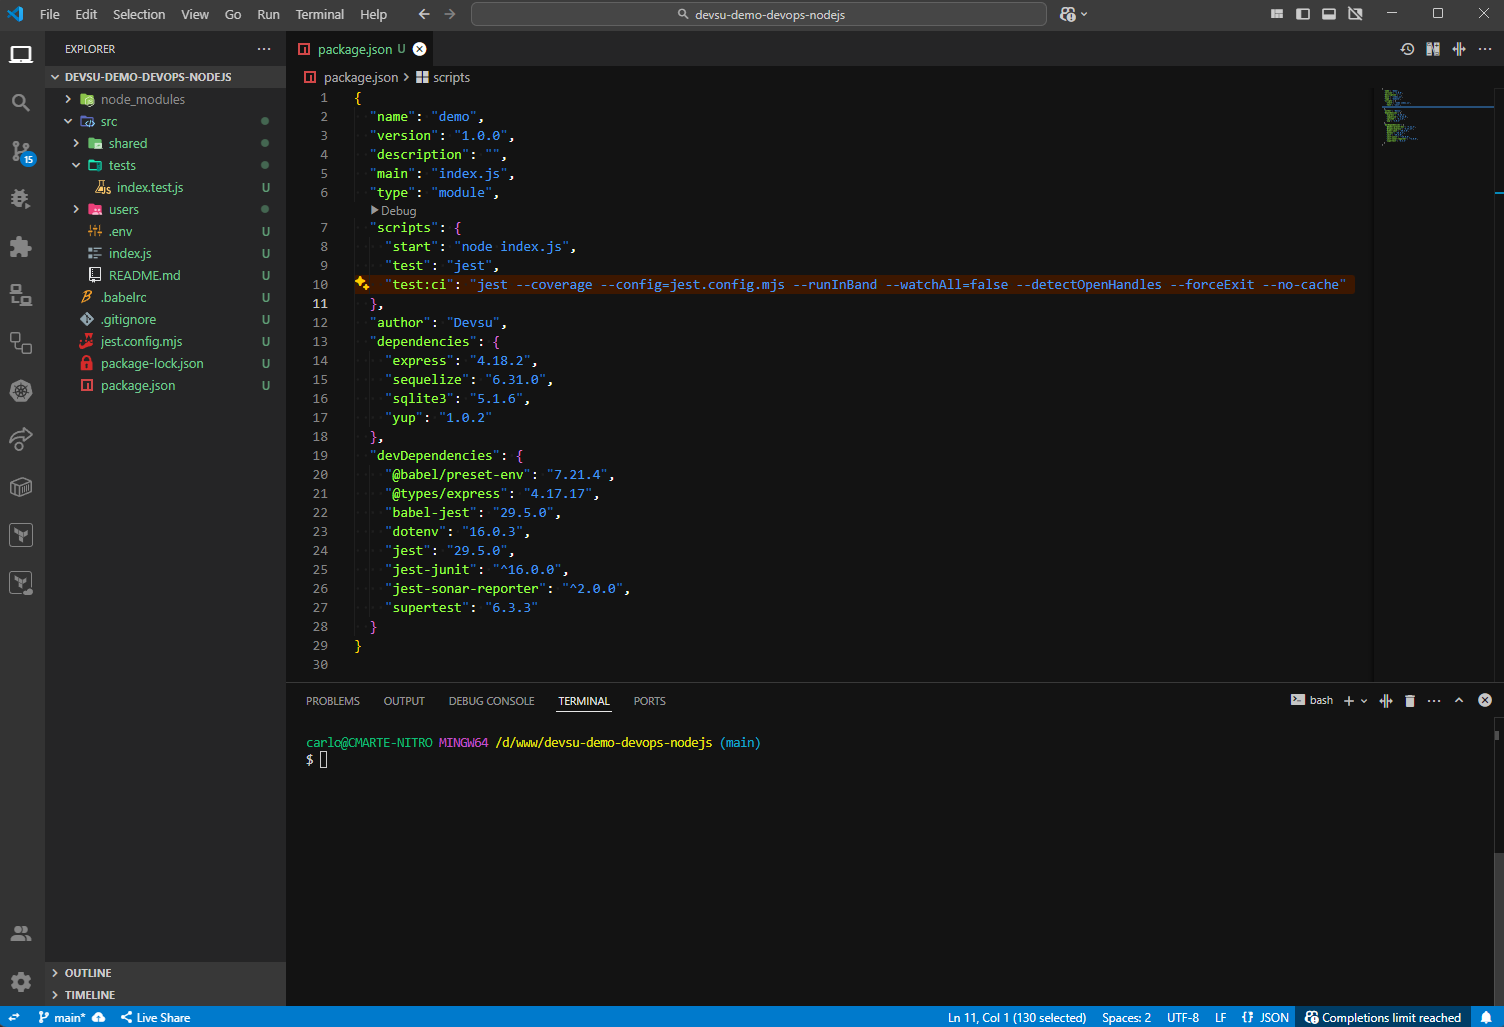 File Edit Selection View Go Run Terminal Help
devsu-demo-devops-nodejs
EXPLORER
DEVSU-DEMO-DEVOPS-NODEJS
node_modules
src
shared
tests
index.test.js U
users
.env U
index.js U
README.md U
.babelrc U
.gitignore U
jest.config.mjs U
package-lock.json U
package.json U
15
OUTLINE
TIMELINE
package.json U
package.json > scripts
1 {
2 "name": "demo",
3 "version": "1.0.0",
4 "description": "",
5 "main": "index.js",
6 "type": "module",
Debug
7 "scripts": {
8 "start": "node index.js",
9 "test": "jest",
10 "test:ci": "jest --coverage --config=jest.config.mjs --runInBand --watchAll=false --detectOpenHandles --forceExit --no-cache"
11 },
12 "author": "Devsu",
13 "dependencies": {
14 "express": "4.18.2",
15 "sequelize": "6.31.0",
16 "sqlite3": "5.1.6",
17 "yup": "1.0.2"
18 },
19 "devDependencies": {
20 "@babel/preset-env": "7.21.4",
21 "@types/express": "4.17.17",
22 "babel-jest": "29.5.0",
23 "dotenv": "16.0.3",
24 "jest": "29.5.0",
25 "jest-junit": "^16.0.0",
26 "jest-sonar-reporter": "^2.0.0",
27 "supertest": "6.3.3"
28 }
29 }
30
PROBLEMS OUTPUT DEBUG CONSOLE TERMINAL PORTS
bash
carlo@CMARTE-NITRO MINGW64 /d/www/devsu-demo-devops-nodejs (main)
$
main* Live Share
Ln 11, Col 1 (130 selected) Spaces: 2 UTF-8 LF {} JSON Completions limit reached